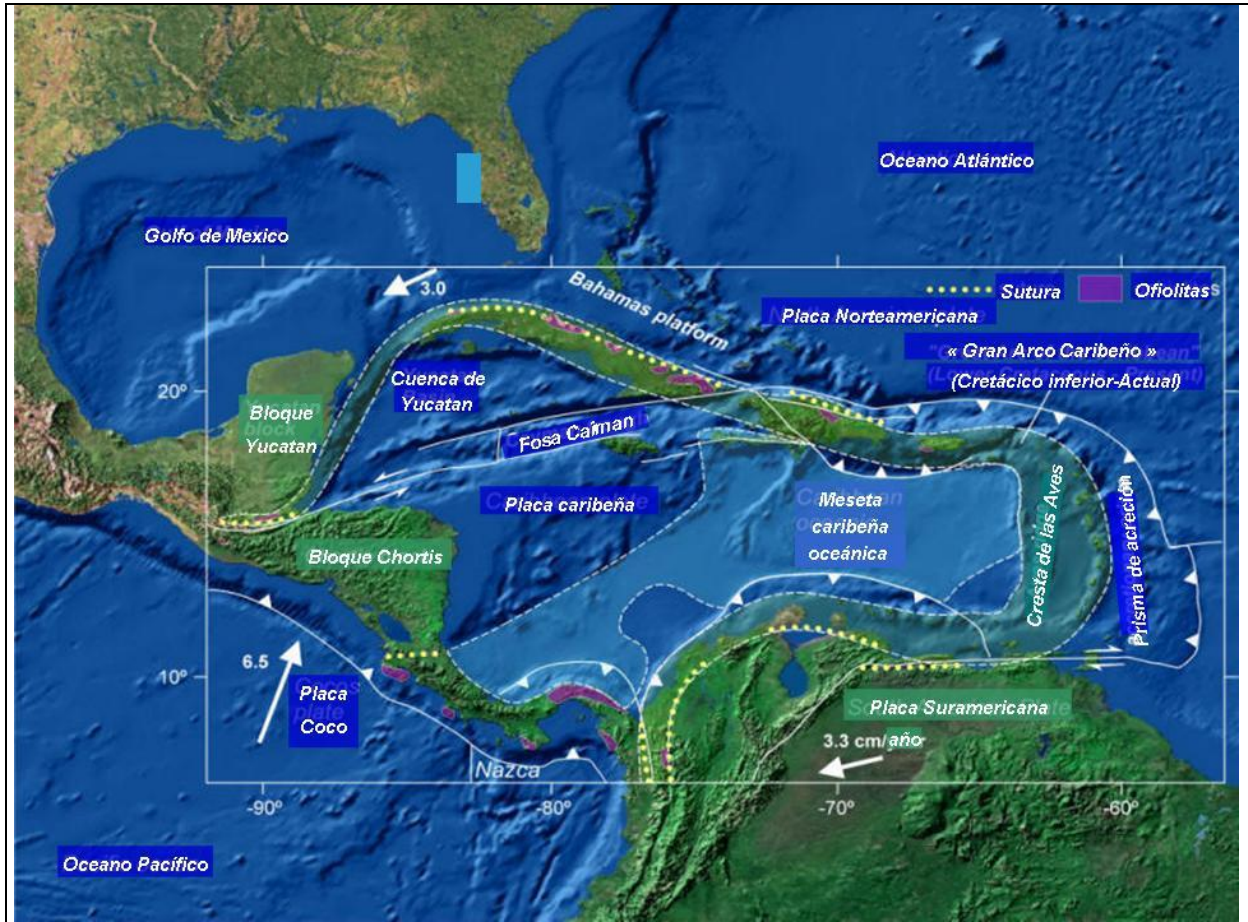 Oceano Atlántico
Golfo de Mexico
3.0
Bahamas platform
Sutura
Ofiolitas
Placa Norteamericana
« Gran Arco Caribeño »
(Cretácico inferior-Actual)
20º
Cuenca de
Yucatan
Bloque
Yucatan
Fosa Caïman
Placa caribeña
Meseta
caribeña
oceánica
Cresta de las Aves
Prisma de acreción
Bloque Chortis
6.5
10º
Placa
Coco
Placa Suramericana
3.3 cm/
año
Nazca
-90º
-80º
-70º
-60º
Oceano Pacífico